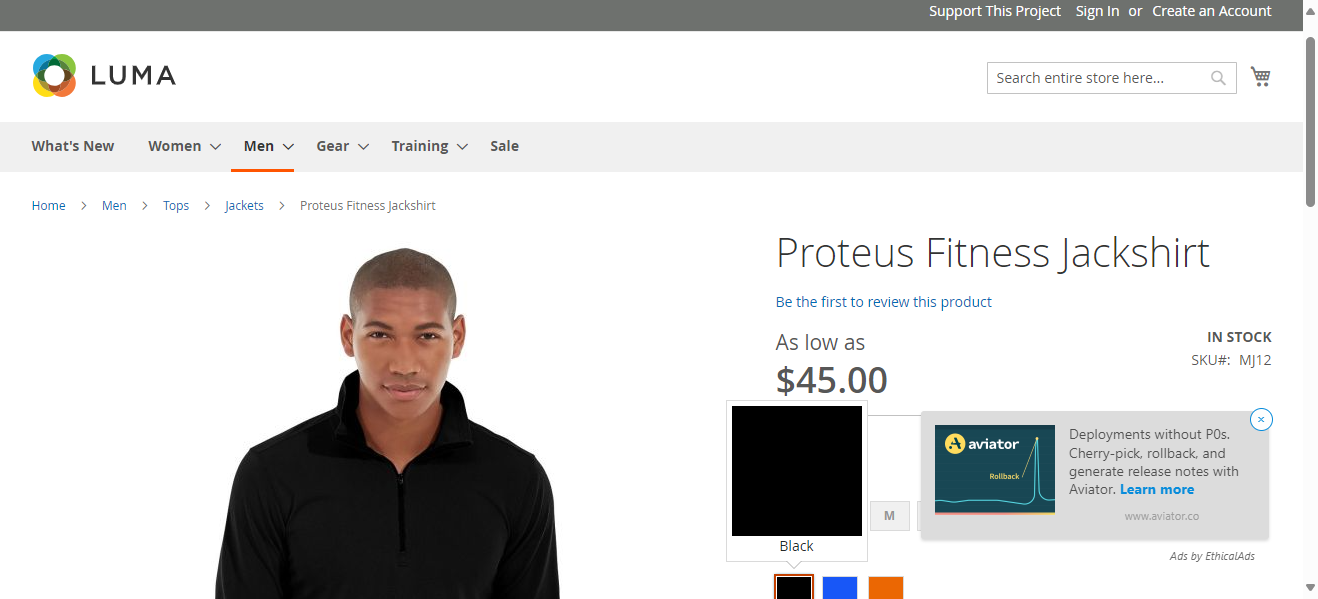 Support This Project Sign In or Create an Account
LUMA
Search entire store here...
What's New Women Men Gear Training Sale
Home > Men > Tops > Jackets > Proteus Fitness Jackshirt
Proteus Fitness Jackshirt
Be the first to review this product
As low as
$45.00
IN STOCK
SKU#: MJ12
M
Black
aviator
Rollback
Deployments without P0s.
Cherry-pick, rollback, and
generate release notes with
Aviator. Learn more
www.aviator.co
Ads by EthicalAds